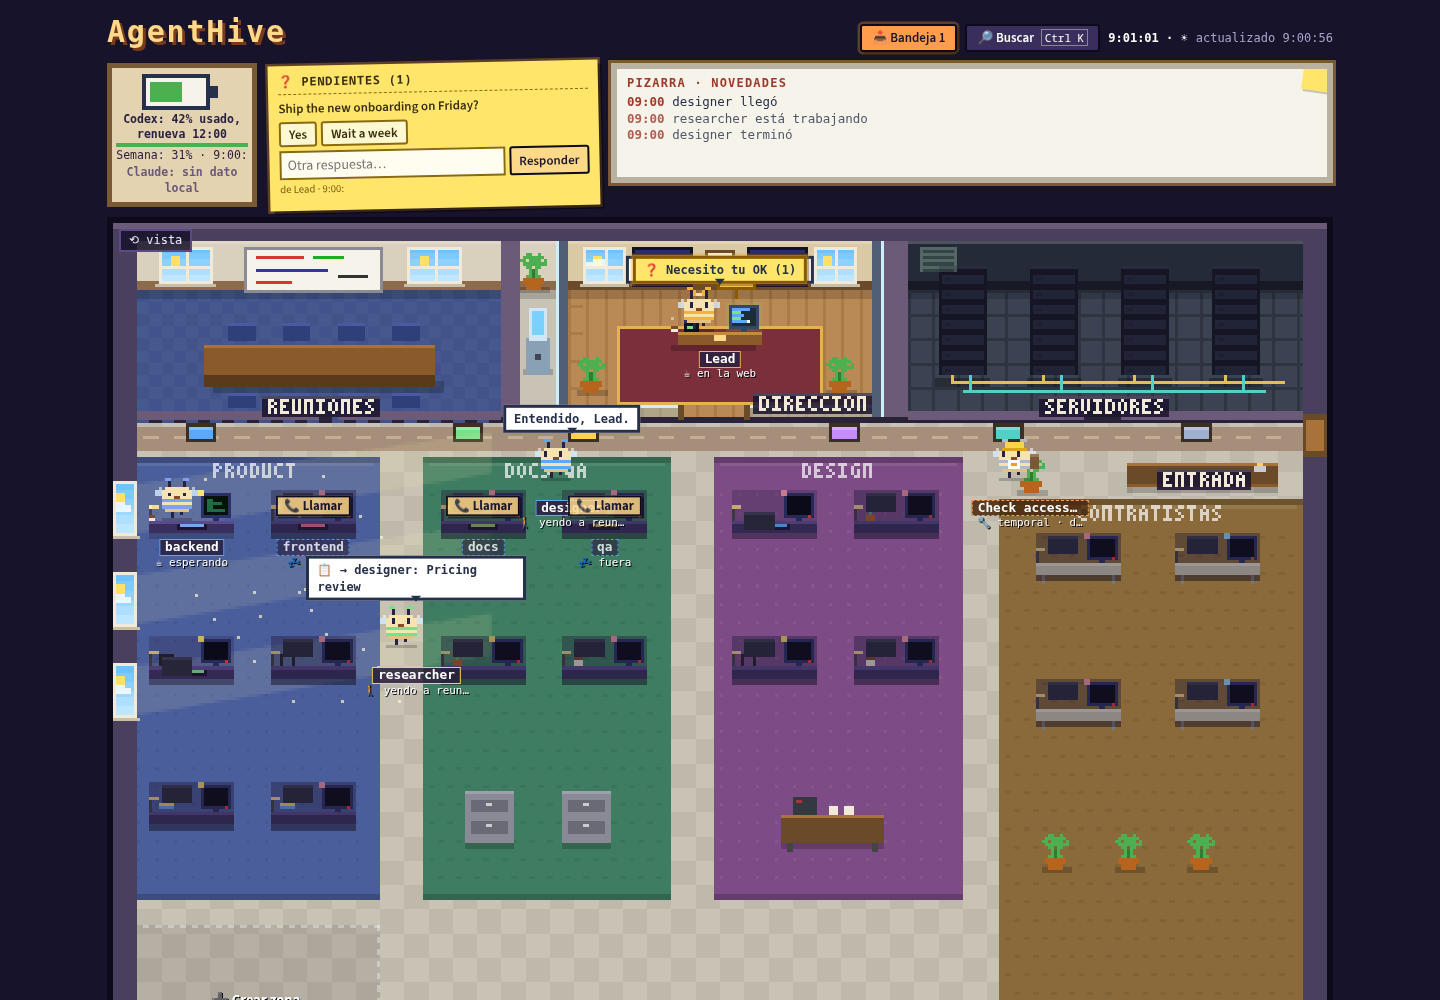 AgentHive
📥 Bandeja 1
🔎 Buscar Ctrl K
9:01:01 · ☀ actualizado 9:00:56
Codex: 42% usado,
renueva 12:00
Semana: 31% · 9:00:
Claude: sin dato
local
❓ PENDIENTES (1)
Ship the new onboarding on Friday?
Yes
Wait a week
Otra respuesta...
Responder
de Lead · 9:00:
PIZARRA · NOVEDADES
09:00 designer llegó
09:00 researcher está trabajando
09:00 designer terminó
⟲ vista
❓ Necesito tu OK (1)
Lead
☕ en la web
REUNIONES
DIRECCION
SERVIDORES
Entendido, Lead.
PRODUCT
DESIGN
ENTRADA
📞 Llamar
📞 Llamar
📞 Llamar
yendo a reun…
Check access…
🔧 temporal · d…
backend
☕ esperando
frontend
💤
docs
qa
💤 fuera
📋 → designer: Pricing
review
researcher
🚶 yendo a reun…